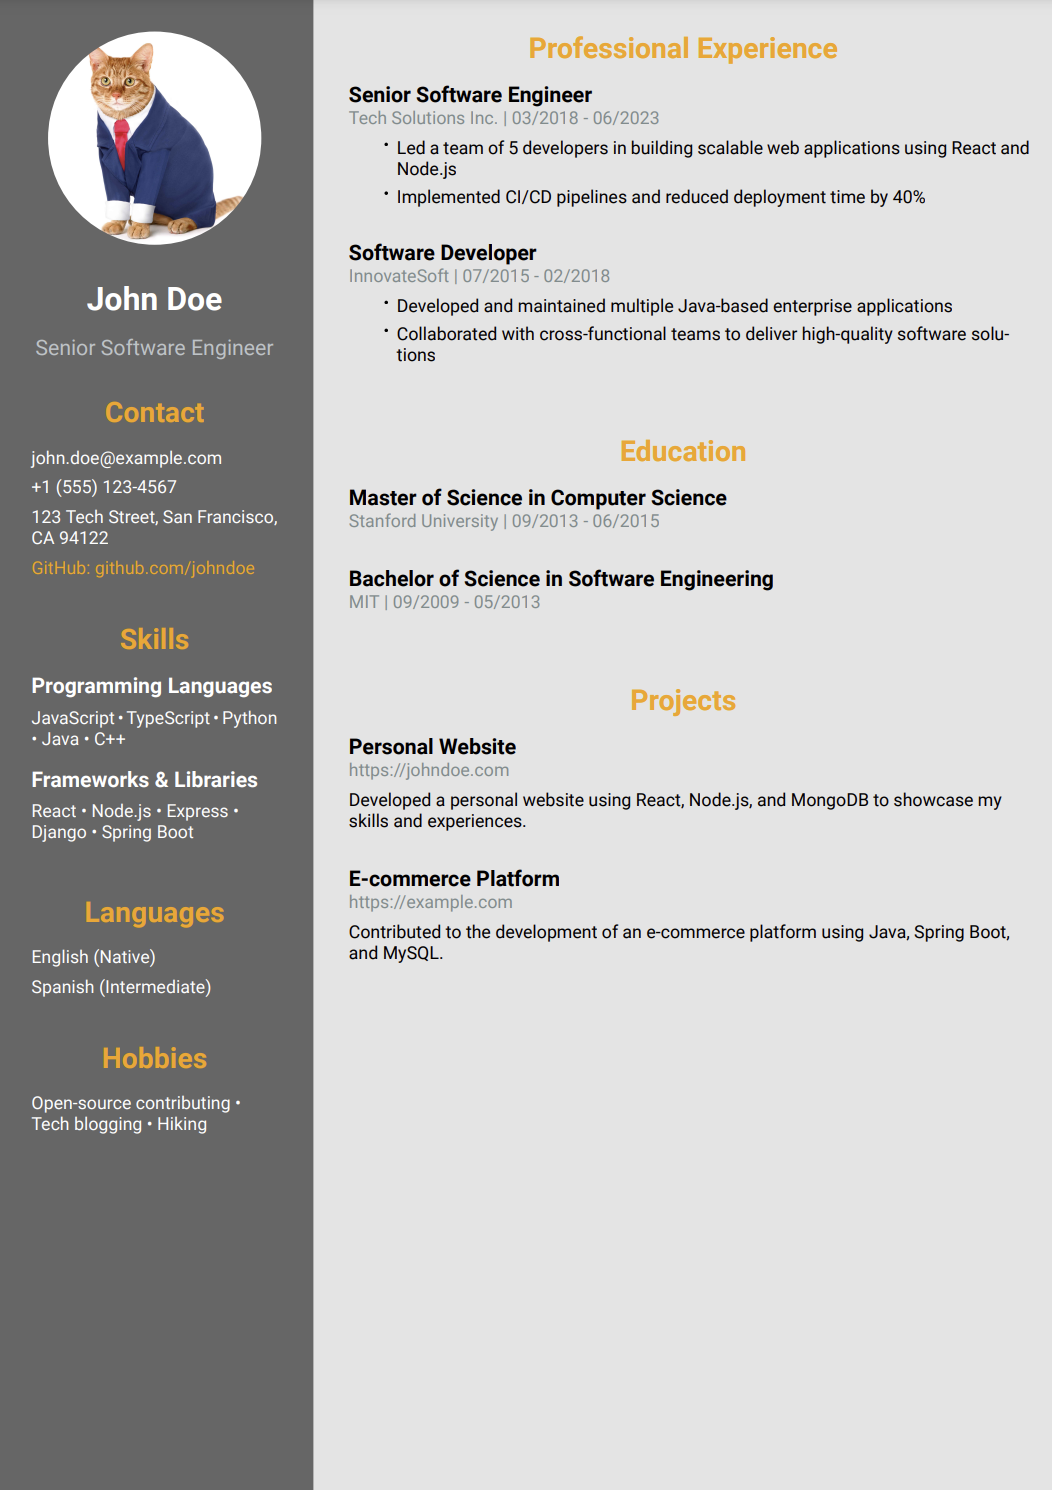 John Doe
Senior Software Engineer
Contact
john.doe@example.com
+1 (555) 123-4567
123 Tech Street, San Francisco,
CA 94122
GitHub: github.com/johndoe
Skills
Programming Languages
JavaScript • TypeScript • Python
• Java • C++
Frameworks & Libraries
React • Node.js • Express •
Django • Spring Boot
Languages
English (Native)
Spanish (Intermediate)
Hobbies
Open-source contributing •
Tech blogging • Hiking
Professional Experience
Senior Software Engineer
Tech Solutions Inc. | 03/2018 - 06/2023
• Led a team of 5 developers in building scalable web applications using React and
Node.js
• Implemented CI/CD pipelines and reduced deployment time by 40%
Software Developer
InnovateSoft | 07/2015 - 02/2018
• Developed and maintained multiple Java-based enterprise applications
• Collaborated with cross-functional teams to deliver high-quality software solu-
tions
Education
Master of Science in Computer Science
Stanford University | 09/2013 - 06/2015
Bachelor of Science in Software Engineering
MIT | 09/2009 - 05/2013
Projects
Personal Website
https://johndoe.com
Developed a personal website using React, Node.js, and MongoDB to showcase my
skills and experiences.
E-commerce Platform
https://example.com
Contributed to the development of an e-commerce platform using Java, Spring Boot,
and MySQL.